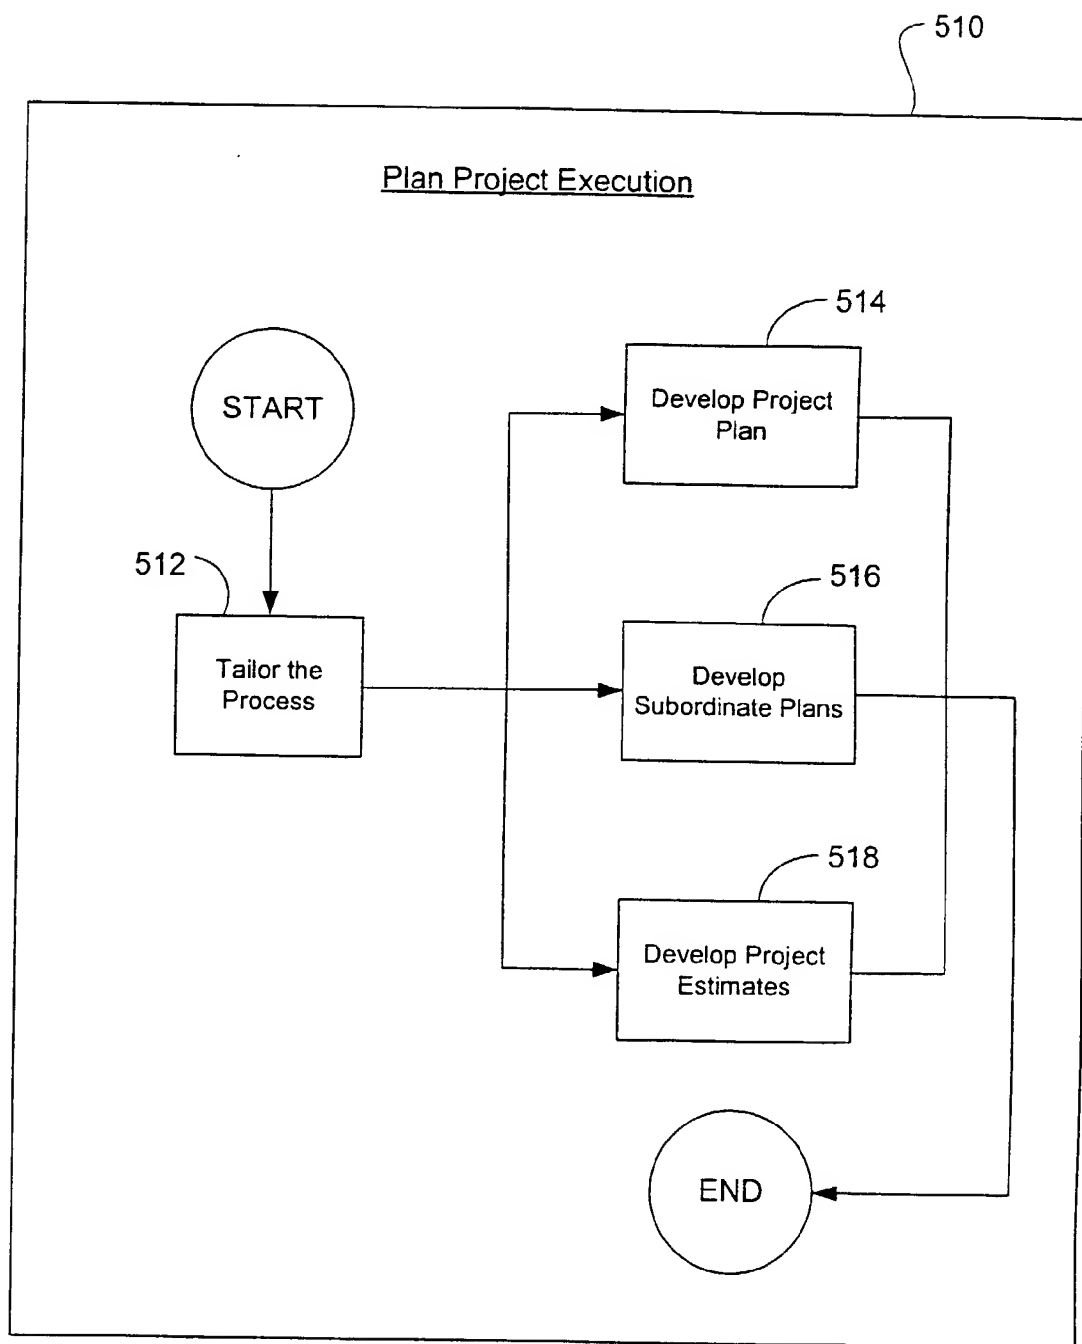 510
Plan Project Execution
514
START
Develop Project
Plan
512
516
Tailor the
Process
Develop
Subordinate Plans
518
Develop Project
Estimates
END